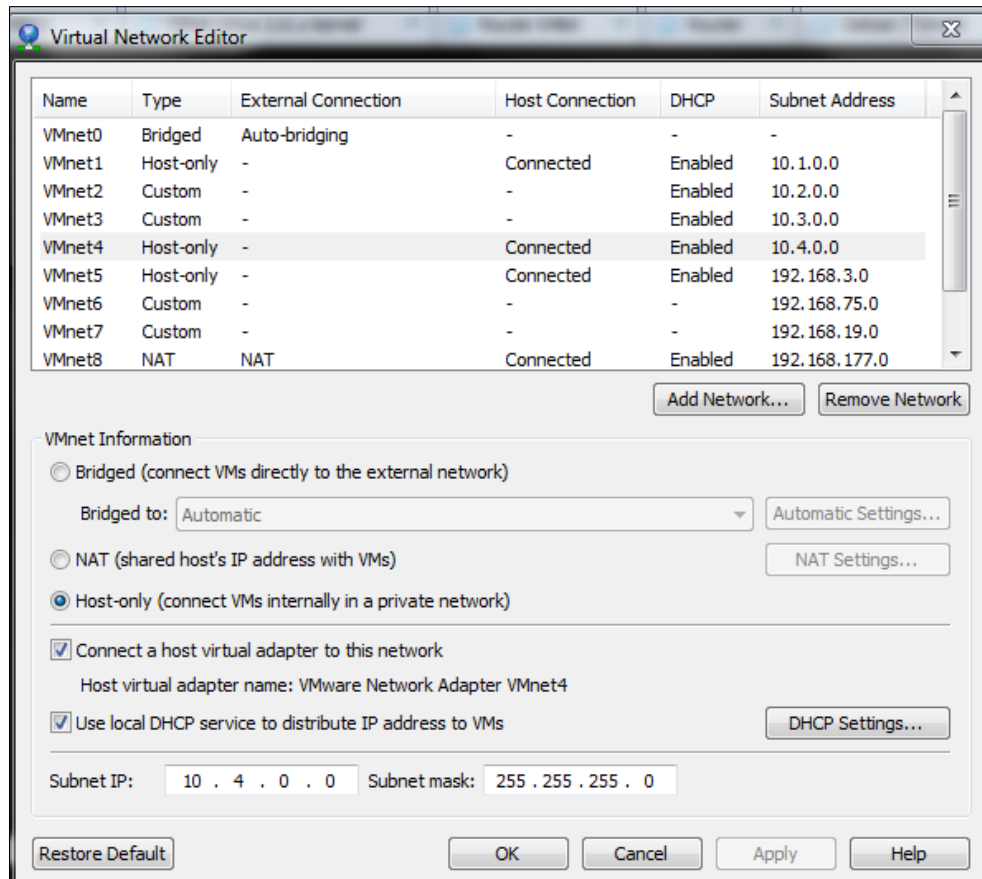 Virtual Network Editor
Name Type External Connection Host Connection DHCP Subnet Address
VMnet0 Bridged Auto-bridging - - -
VMnet1 Host-only - Connected Enabled 10.1.0.0
VMnet2 Custom - - Enabled 10.2.0.0
VMnet3 Custom - - Enabled 10.3.0.0
VMnet4 Host-only - Connected Enabled 10.4.0.0
VMnet5 Host-only - Connected Enabled 192.168.3.0
VMnet6 Custom - - - 192.168.75.0
VMnet7 Custom - - - 192.168.19.0
VMnet8 NAT NAT Connected Enabled 192.168.177.0
Add Network... Remove Network
VMnet Information
Bridged (connect VMs directly to the external network)
Bridged to: Automatic Automatic Settings...
NAT (shared host's IP address with VMs) NAT Settings...
Host-only (connect VMs internally in a private network)
Connect a host virtual adapter to this network
Host virtual adapter name: VMware Network Adapter VMnet4
Use local DHCP service to distribute IP address to VMs DHCP Settings...
Subnet IP: 10 . 4 . 0 . 0 Subnet mask: 255 . 255 . 255 . 0
Restore Default OK Cancel Apply Help